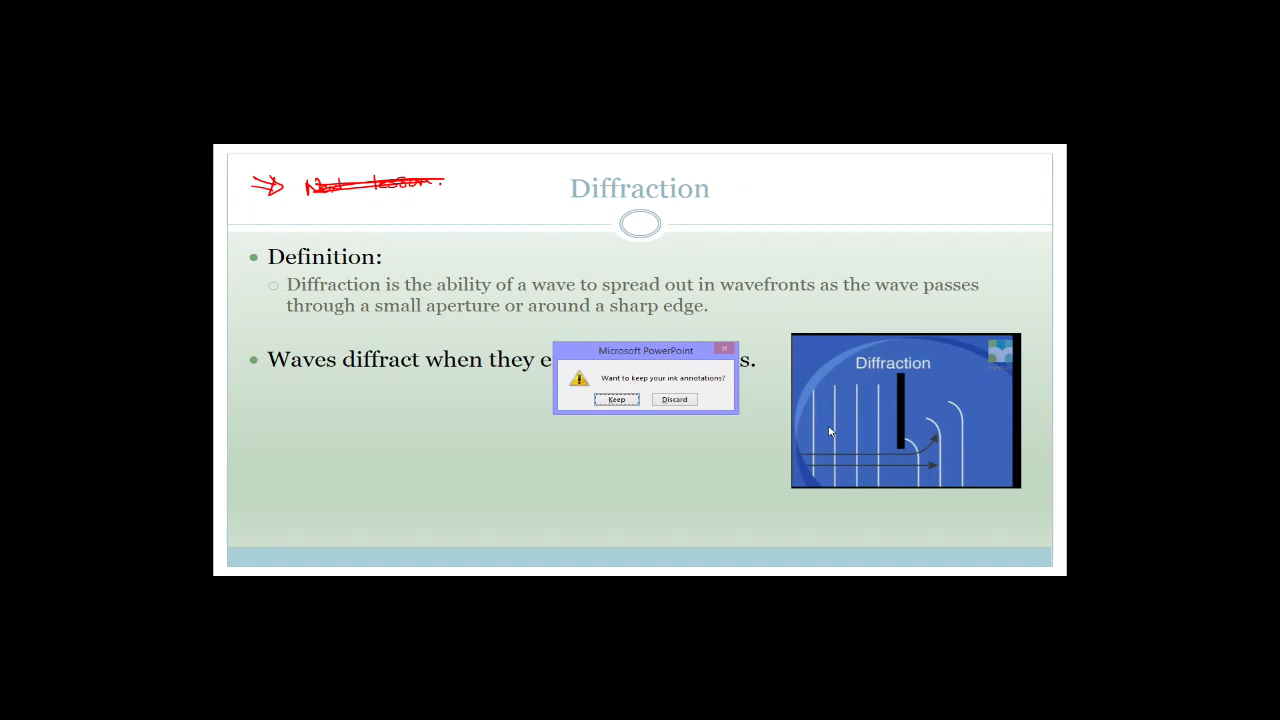 Next lesson.
Diffraction
Definition:
Diffraction is the ability of a wave to spread out in wavefronts as the wave passes
through a small aperture or around a sharp edge.
Waves diffract when they e s.
Microsoft PowerPoint
Want to keep your ink annotations?
Keep Discard
Diffraction